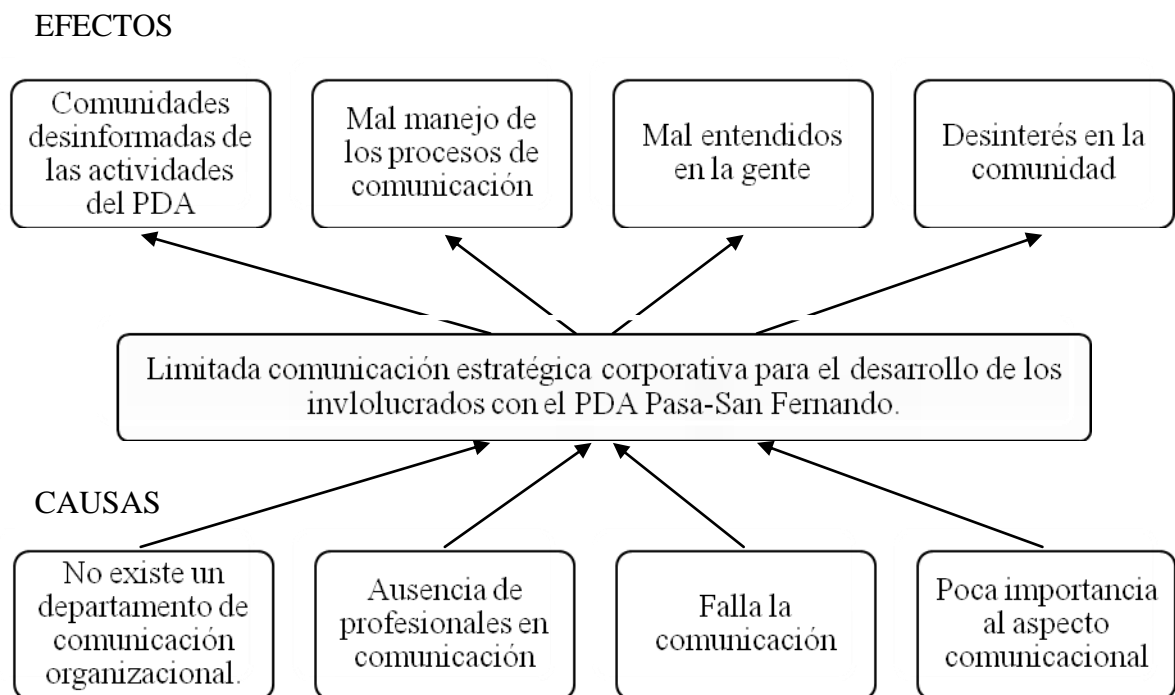 EFECTOS
Comunidades
desinformadas de
las actividades
del PDA
Mal manejo de
los procesos de
comunicación
Mal entendidos
en la gente
Desinterés en la
comunidad
Limitada comunicación estratégica corporativa para el desarrollo de los
invlolucrados con el PDA Pasa-San Fernando.
CAUSAS
No existe un
departamento de
comunicación
organizacional.
Ausencia de
profesionales en
comunicación
Falla la
comunicación
Poca importancia
al aspecto
comunicacional